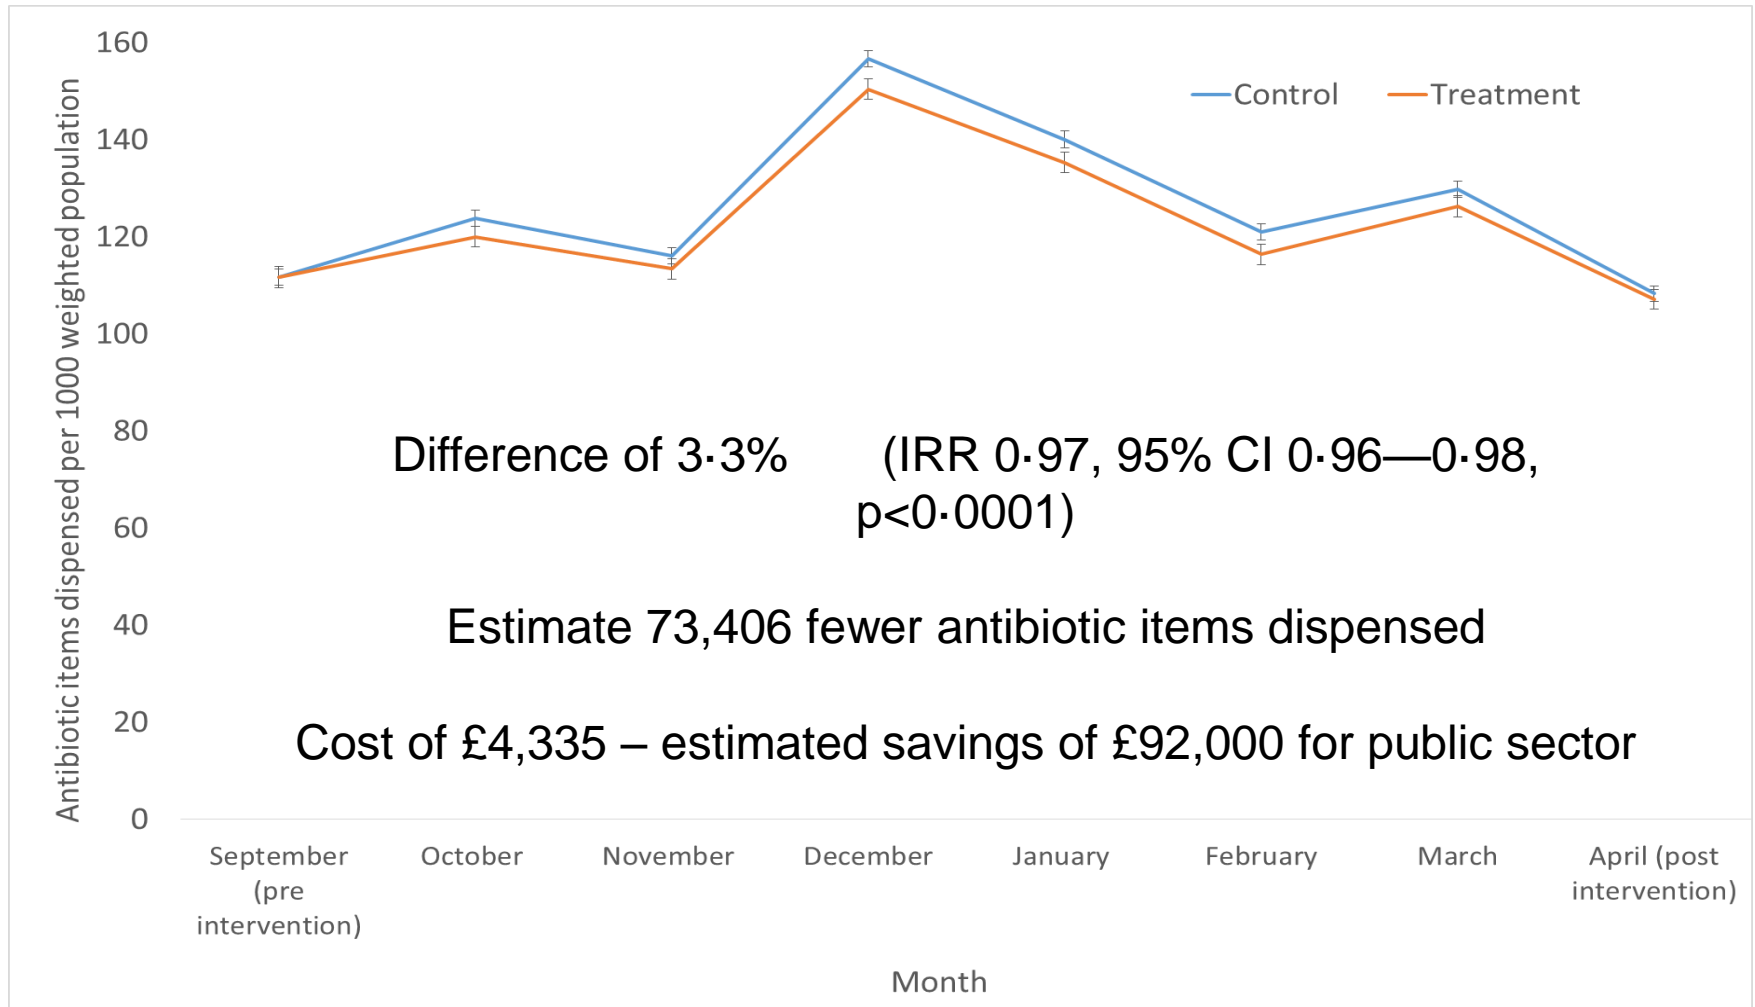 160
140
120
100
80
60
40
20
0
Antibiotic items dispensed per 1000 weighted population
Control
Treatment
Difference of 3·3% (IRR 0·97, 95% CI 0·96—0·98,
p<0·0001)
Estimate 73,406 fewer antibiotic items dispensed
Cost of £4,335 – estimated savings of £92,000 for public sector
September
(pre
intervention)
October
November
December
January
February
March
April (post
intervention)
Month